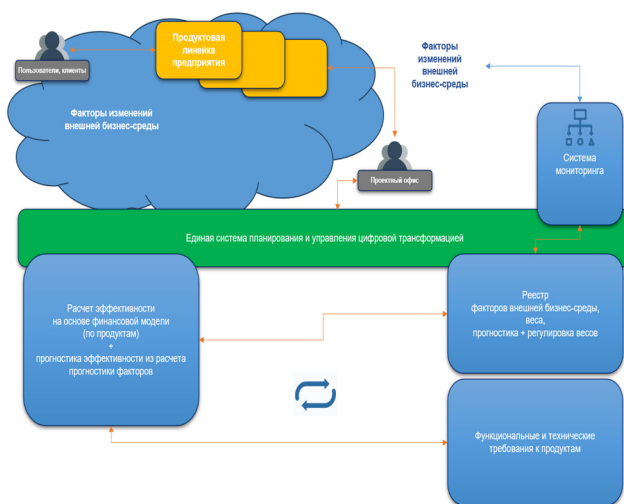 Продуктовая
линейка
предприятия
Пользователи, клиенты
Факторы изменений
внешней бизнес-среды
Факторы
изменений
внешней
бизнес-среды
Система
мониторинга
Проектный офис
Единая система планирования и управления цифровой трансформацией
Расчет эффективности
на основе финансовой модели
(по продуктам)
+
прогностика эффективности из расчета
прогностики факторов
Реестр
факторов внешней бизнес-среды,
веса,
прогностика + регупировка весов
Функциональные и технические
требования к продуктам